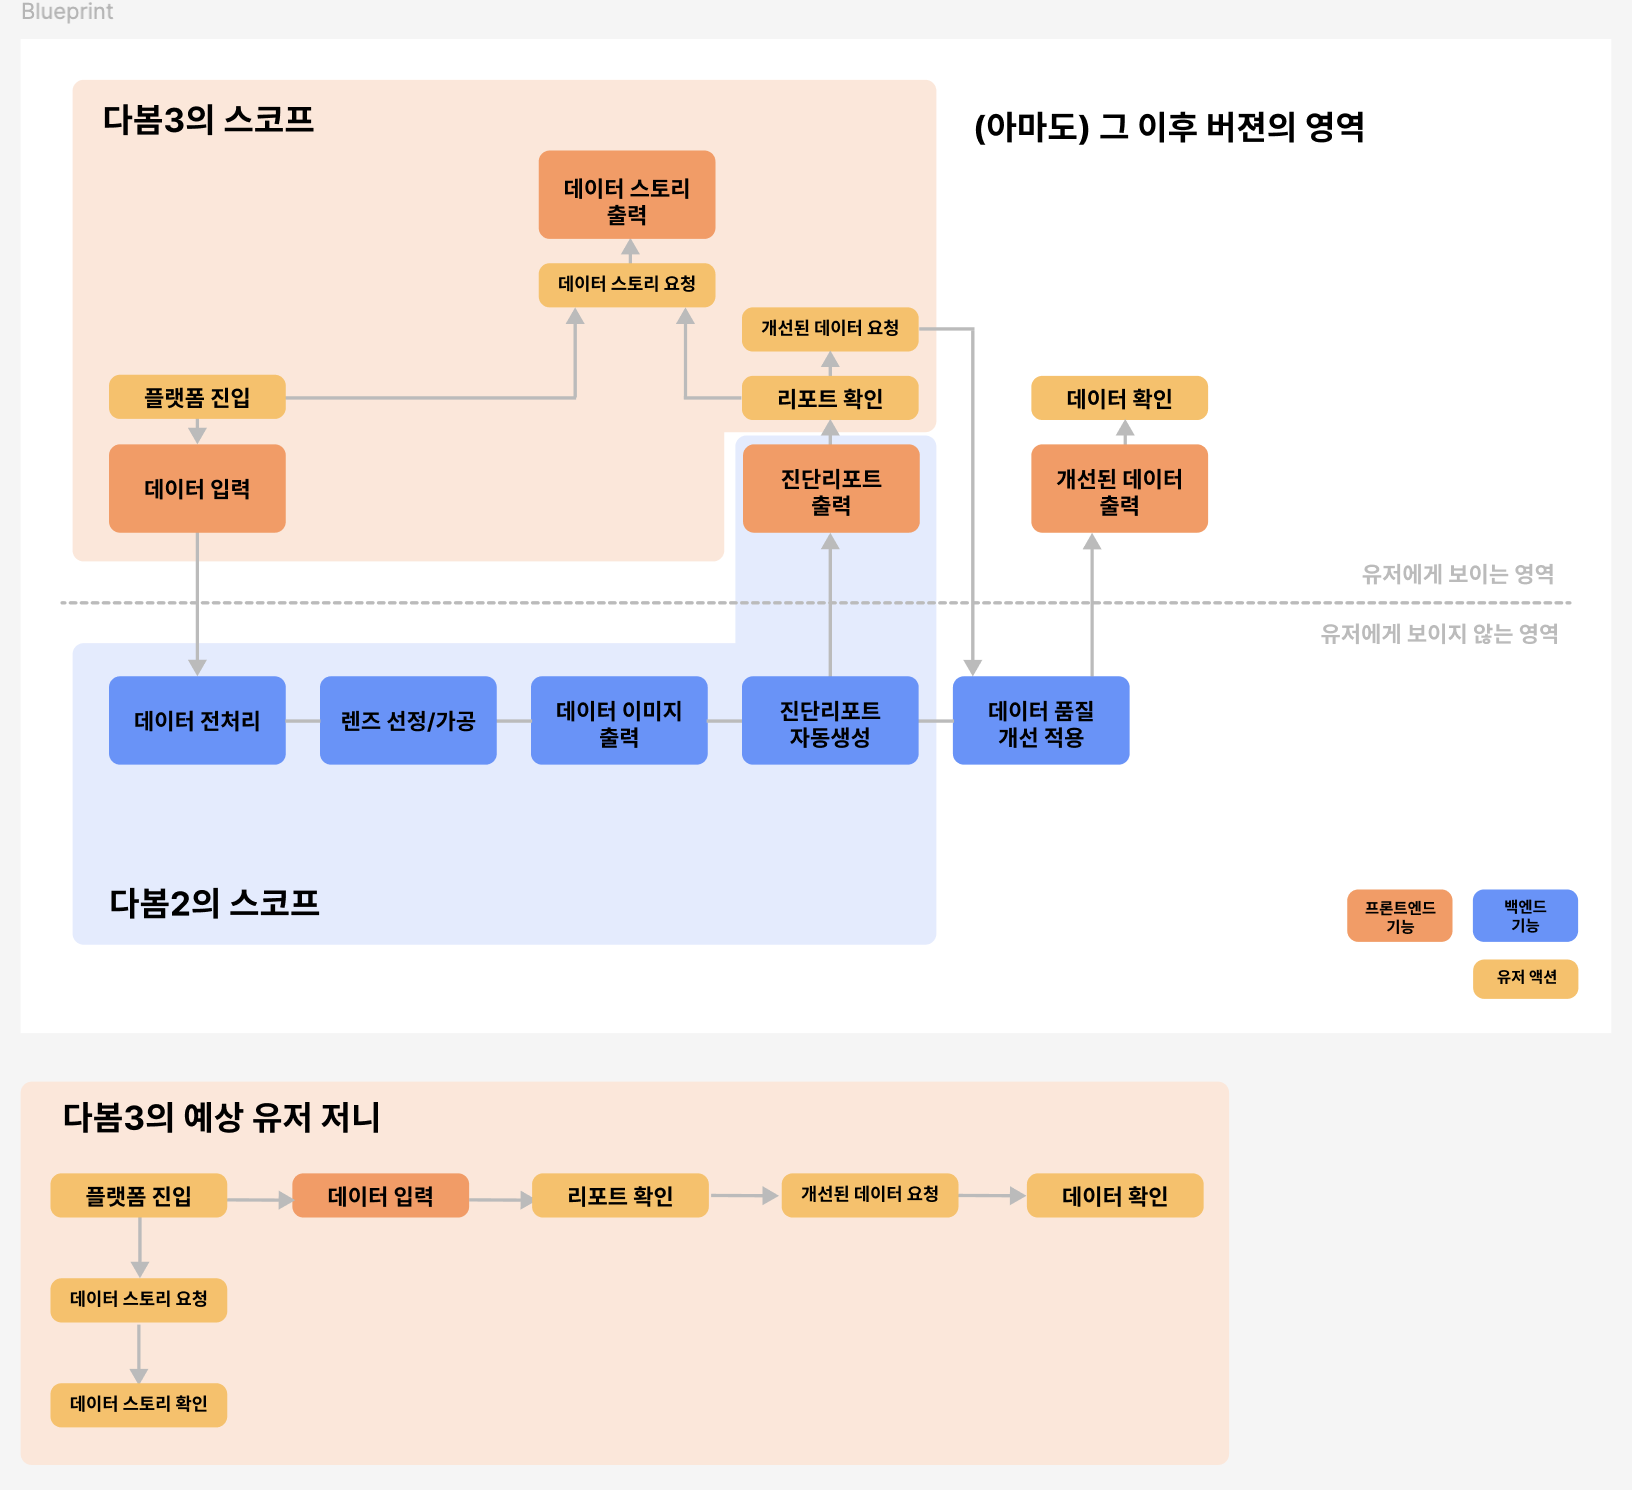 Blueprint
다봄3의 스코프
(아마도) 그 이후 버젼의 영역
데이터 스토리
출력
데이터 스토리 요청
개선된 데이터 요청
플랫폼 진입
리포트 확인
데이터 확인
데이터 입력
진단리포트
출력
개선된 데이터
출력
유저에게 보이는 영역
유저에게 보이지 않는 영역
데이터 전처리
렌즈 선정/가공
데이터 이미지
출력
진단리포트
자동생성
데이터 품질
개선 적용
다봄2의 스코프
프론트엔드
기능
백엔드
기능
유저 액션
다봄3의 예상 유저 저니
플랫폼 진입
데이터 입력
리포트 확인
개선된 데이터 요청
데이터 확인
데이터 스토리 요청
데이터 스토리 확인